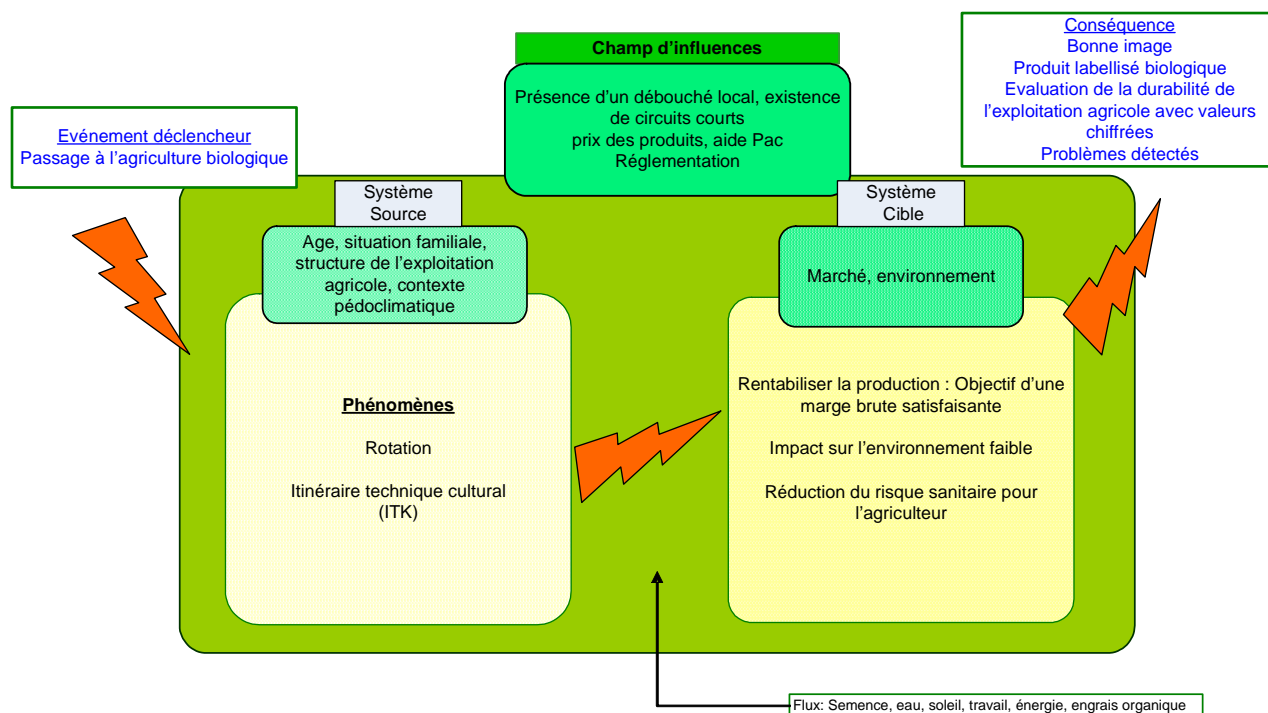 Champ d'influences
Présence d'un débouché local, existence
de circuits courts
prix des produits, aide Pac
Réglementation
Conséquence
Bonne image
Produit labellisé biologique
Evaluation de la durabilité de
l'exploitation agricole avec valeurs
chiffrées
Problèmes détectés
Evénement déclencheur
Passage à l'agriculture biologique
Système
Source
Age, situation familiale,
structure de l'exploitation
agricole, contexte
pédoclimatique
Phénomènes
Rotation
Itinéraire technique cultural
(ITK)
Système
Cible
Marché, environnement
Rentabiliser la production : Objectif d'une
marge brute satisfaisante
Impact sur l'environnement faible
Réduction du risque sanitaire pour
l'agriculteur
Flux: Semence, eau, soleil, travail, énergie, engrais organique